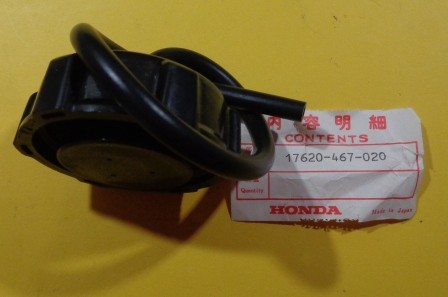 内容明細
CONTENTS
17620-467-020
Quantity
HONDA
Made in Japan